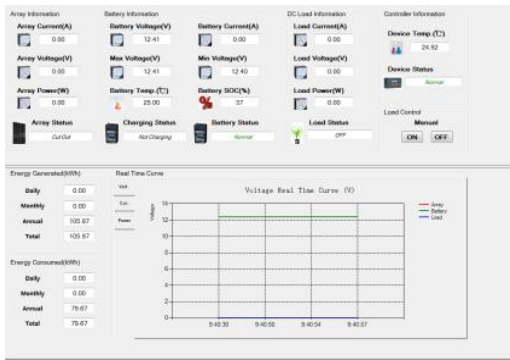 Array Information Battery Information DC Load Information Controller Information
Array Current(A) Battery Voltage(V) Battery Current(A) Load Current(A)
0.00 12.41 0.00 0.00
Device Temp.(℃)
24.92
Array Voltage(V) Max Voltage(V) Min Voltage(V) Load Voltage(V)
0.00 12.41 12.40 0.00
Device Status
Normal
Array Power(W) Battery Temp.(℃) Battery SOC(%) Load Power(W)
0.00 25.00 37 0.00
Load Control
Array Status Charging Status Battery Status Load Status Manual
Cut Out Not Charging Normal OFF ON OFF
Energy Generated(kWh) Real Time Curve
Daily 0.00
Monthly 0.00
Annual 105.97
Total 105.97
Energy Consumed(kWh)
Daily 0.00
Monthly 0.00
Annual 79.67
Total 79.67
Volt.
Cur.
Power
Voltage Real Time Curve (V)
Voltage
14
12
10
8
6
4
2
0
9:40:30 9:40:50 9:40:54 9:40:57
Array
Battery
Load